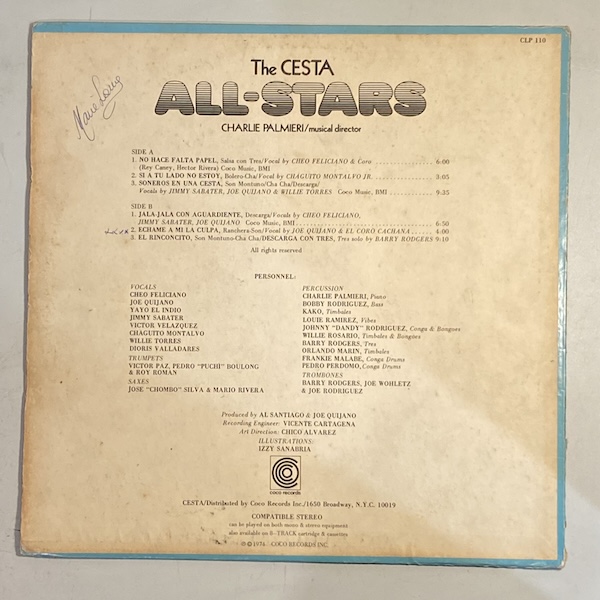 CLP 110
The CESTA
ALL-STARS
CHARLIE PALMIERI/musical director
SIDE A
1. NO HACE FALTA PAPEL, Salsa con Tres/Vocal by CHEO FELICIANO & Coro ................ 6:00
(Rey Caney, Hector Rivera) Coco Music, BMI
2. SI A TU LADO NO ESTOY, Bolero-Cha/Vocal by CHAGUITO MONTALVO JR. ................ 3:05
3. SONEROS EN UNA CESTA, Son Montuno/Cha Cha/Descarga/
Vocals by JIMMY SABATER, JOE QUIJANO & WILLIE TORRES Coco Music, BMI ........ 9:35
SIDE B
1. JALA-JALA CON AGUARDIENTE, Descarga/Vocals by CHEO FELICIANO,
JIMMY SABATER, JOE QUIJANO Coco Music, BMI ................ 6:50
2. ECHAME A MI LA CULPA, Ranchera-Son/Vocal by JOE QUIJANO & EL CORO CACHANA ...... 4:00
3. EL RINCONCITO, Son Montuno-Cha Cha/DESCARGA CON TRES, Tres solo by BARRY RODGERS 9:10
All rights reserved
PERSONNEL:
VOCALS
CHEO FELICIANO
JOE QUIJANO
YAYO EL INDIO
JIMMY SABATER
VICTOR VELAZQUEZ
CHAGUITO MONTALVO
WILLIE TORRES
DIORIS VALLADARES
TRUMPETS
VICTOR PAZ, PEDRO "PUCHI" BOULONG
& ROY ROMAN
SAXES
JOSE "CHOMBO" SILVA & MARIO RIVERA
PERCUSSION
CHARLIE PALMIERI, Piano
BOBBY RODRIGUEZ, Bass
KAKO, Timbales
LOUIE RAMIREZ, Vibes
JOHNNY "DANDY" RODRIGUEZ, Conga & Bongoes
WILLIE ROSARIO, Timbales & Bongoes
BARRY RODGERS, Tres
ORLANDO MARIN, Timbales
FRANKIE MALABE, Conga Drums
PEDRO PERDOMO, Conga Drums
TROMBONES
BARRY RODGERS, JOE WOHLETZ
& JOE RODRIGUEZ
Produced by AL SANTIAGO & JOE QUIJANO
Recording Engineer: VICENTE CARTAGENA
Art Direction: CHICO ALVAREZ
ILLUSTRATIONS:
IZZY SANABRIA
coco records
CESTA/Distributed by Coco Records Inc./1650 Broadway, N.Y.C. 10019
COMPATIBLE STEREO
can be played on both mono & stereo equipment
also available on 8-TRACK cartridge & cassettes
℗ © 1974 COCO RECORDS INC.